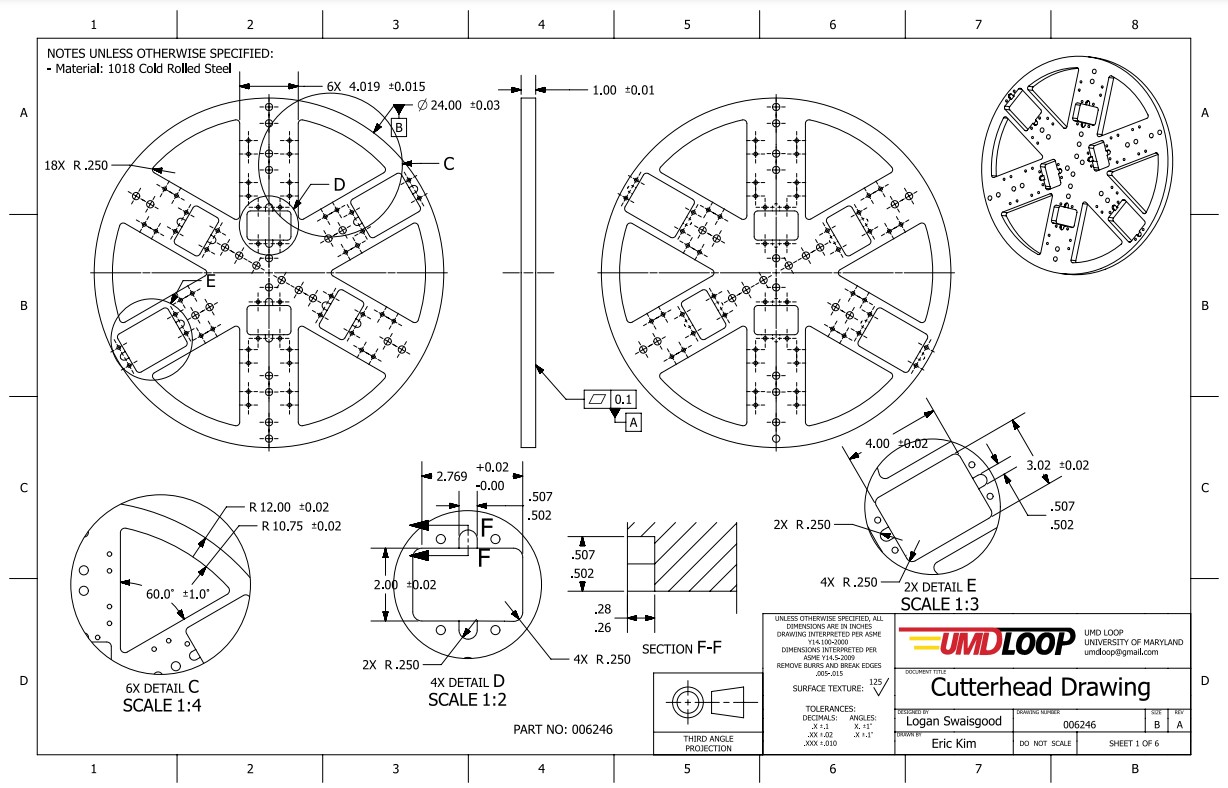 1 2 3 4 5 6 7 8
NOTES UNLESS OTHERWISE SPECIFIED:
- Material: 1018 Cold Rolled Steel
A
A
6X 4.019 ±0.015
Ø 24.00 ±0.03
B
18X R .250
C
D
1.00 ±0.01
B
B
E
⏥ 0.1
A
C
C
R 12.00 ±0.02
R 10.75 ±0.02
60.0° ±1.0°
6X DETAIL C
SCALE 1:4
2.769 +0.02
-0.00
.507
.502
F
F
2.00 ±0.02
2X R.250
4X R.250
4X DETAIL D
SCALE 1:2
.507
.502
.28
.26
SECTION F-F
4.00 ±0.02
3.02 ±0.02
.507
.502
2X R.250
4X R.250
2X DETAIL E
SCALE 1:3
D
D
PART NO: 006246
THIRD ANGLE
PROJECTION
UNLESS OTHERWISE SPECIFIED, ALL
DIMENSIONS ARE IN INCHES
DRAWING INTERPRETED PER ASME
Y14.100-2000
DIMENSIONS INTERPRETED PER
ASME Y14.5-2009
REMOVE BURRS AND BREAK EDGES
.005-.015
SURFACE TEXTURE: 125
TOLERANCES:
DECIMALS: ANGLES:
.X ±.1 X. ±1°
.XX ±.02 .X ±.1°
.XXX ±.010
UMDLOOP
UMD LOOP
UNIVERSITY OF MARYLAND
umdloop@gmail.com
DOCUMENT TITLE
Cutterhead Drawing
DESIGNED BY
Logan Swaisgood
DRAWING NUMBER
006246
SIZE
B
REV
A
DRAWN BY
Eric Kim
DO NOT SCALE
SHEET 1 OF 6
1 2 3 4 5 6 7 8